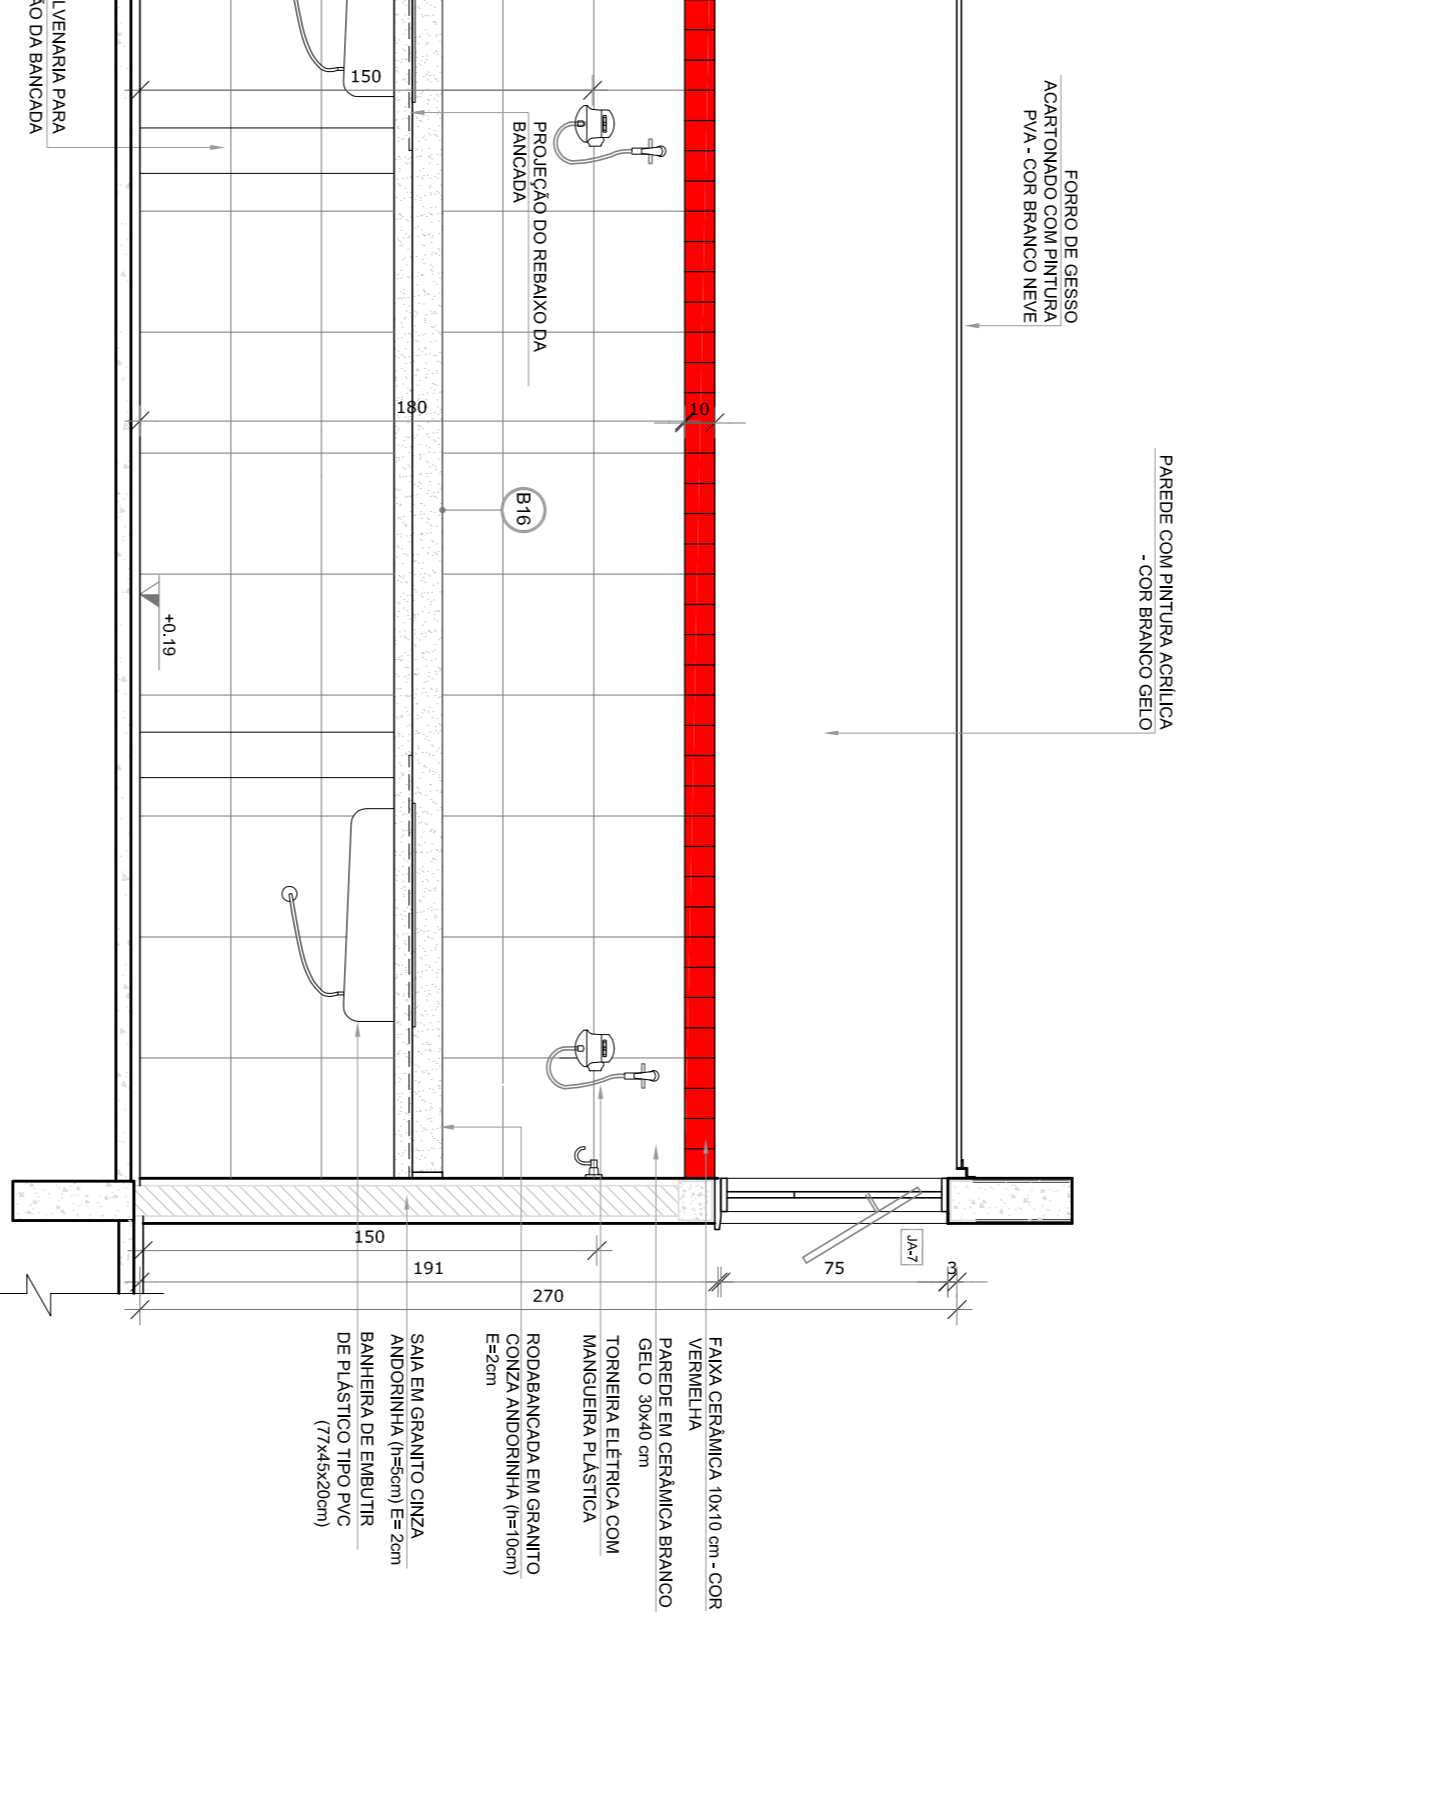 FORRO DE GESSO
ACARTONADO COM PINTURA
PVA - COR BRANCO NEVE
PAREDE COM PINTURA ACRÍLICA
- COR BRANCO GELO
LVENARIA PARA
ÃO DA BANCADA
150
PROJEÇÃO DO REBAIXO DA
BANCADA
180
10
B16
+0.19
JA-7
150
191
75
3
270
FAIXA CERÂMICA 10x10 cm - COR
VERMELHA
PAREDE EM CERÂMICA BRANCO
GELO 30x40 cm
TORNEIRA ELÉTRICA COM
MANGUEIRA PLÁSTICA
RODABANCADA EM GRANITO
CONZA ANDORINHA (h=10cm)
E=2cm
SAIA EM GRANITO CINZA
ANDORINHA (h=5cm) E= 2cm
BANHEIRA DE EMBUTIR
DE PLÁSTICO TIPO PVC
(77x45x20cm)